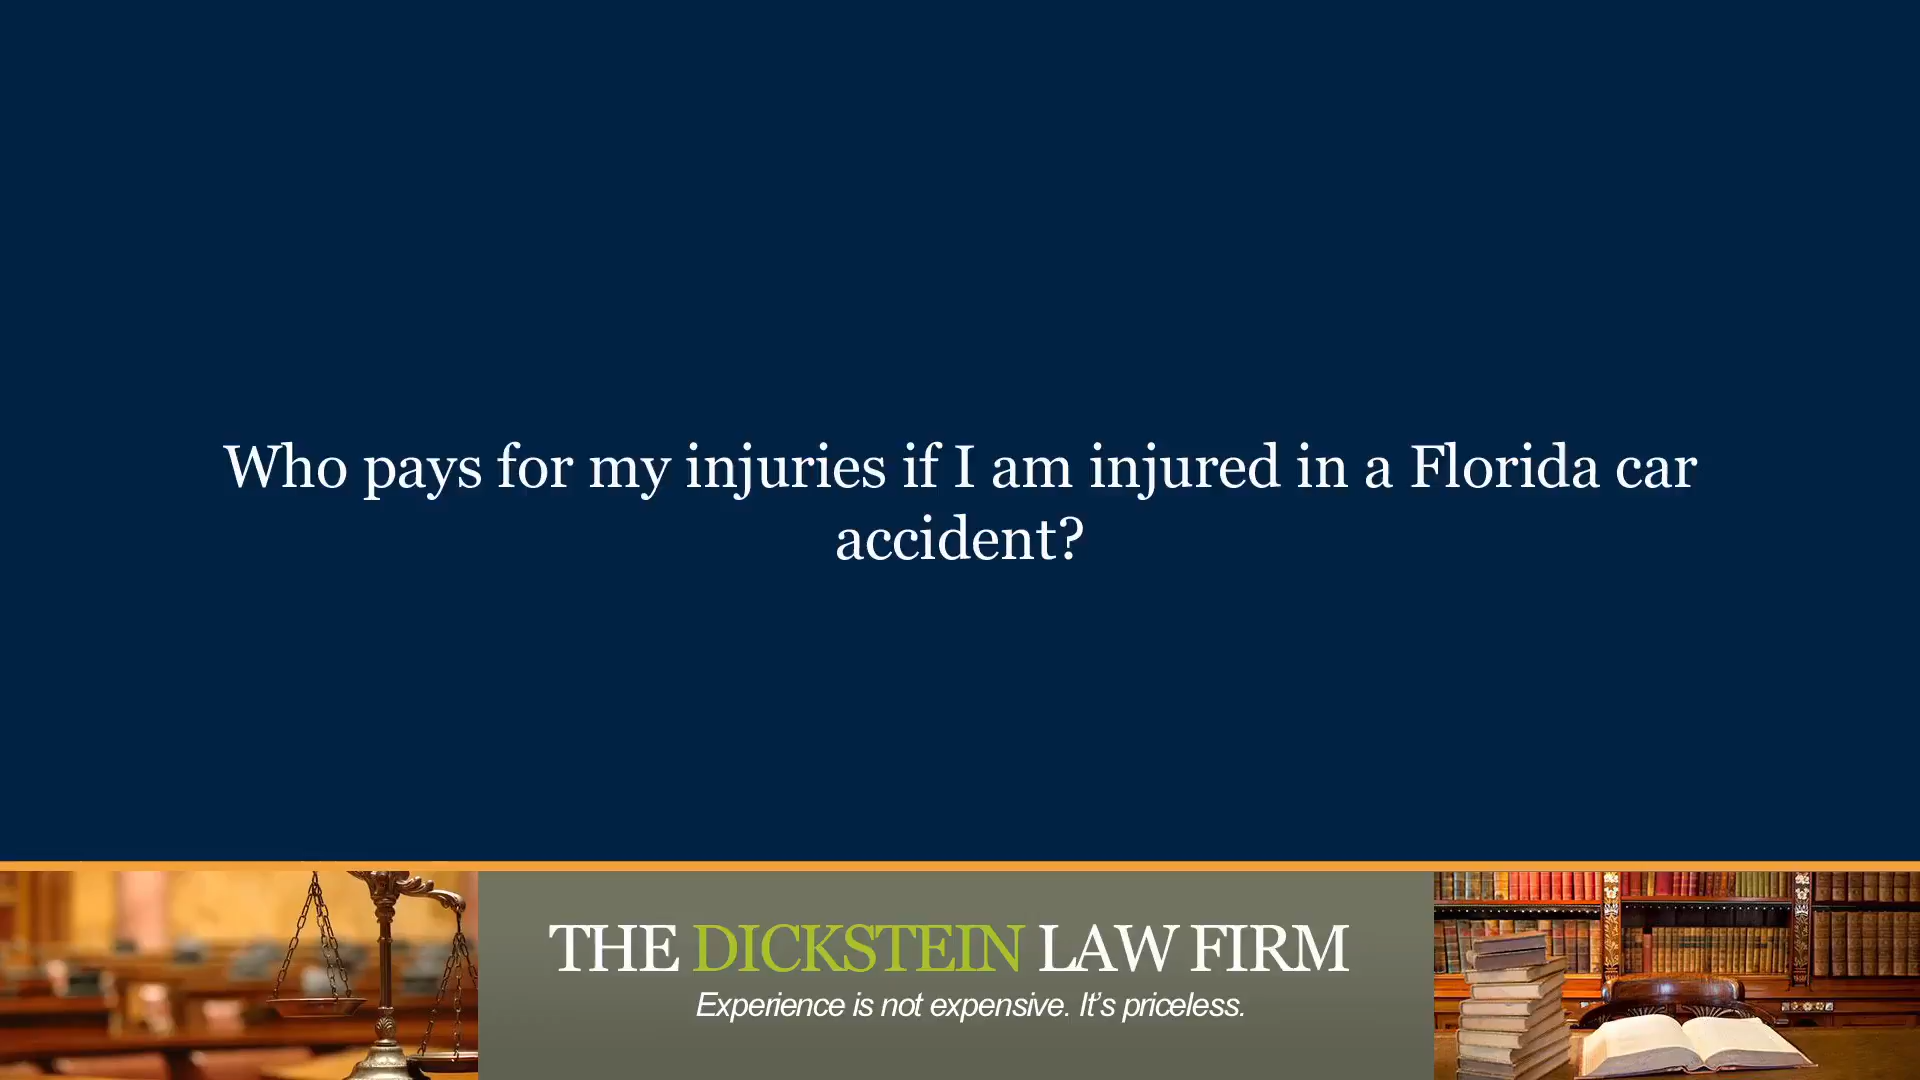 Who pays for my injuries if I am injured in a Florida car
accident?
THE DICKSTEIN LAW FIRM
Experience is not expensive. It’s priceless.